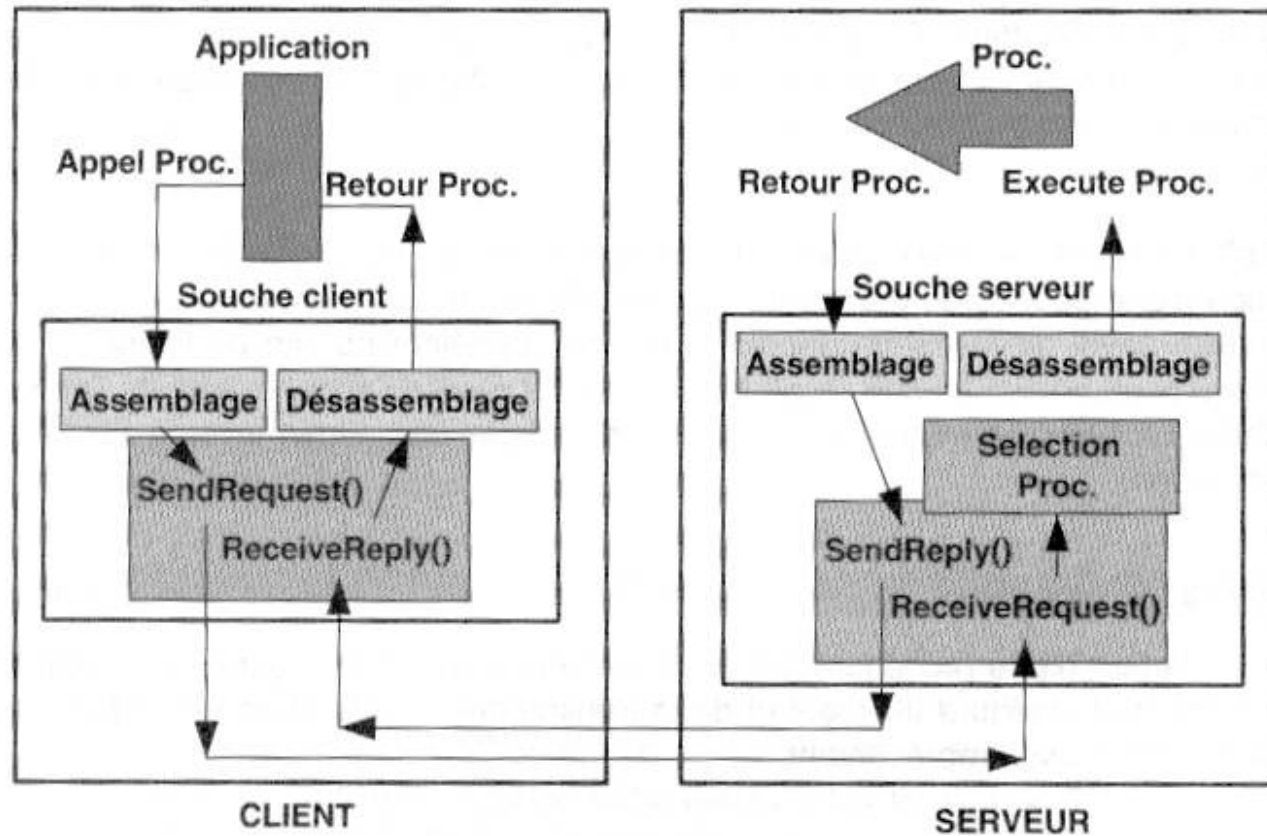 Application
Appel Proc.
Retour Proc.
Souche client
Assemblage
Désassemblage
SendRequest()
ReceiveReply()
CLIENT
Proc.
Retour Proc.
Execute Proc.
Souche serveur
Assemblage
Désassemblage
Selection
Proc.
SendReply()
ReceiveRequest()
SERVEUR